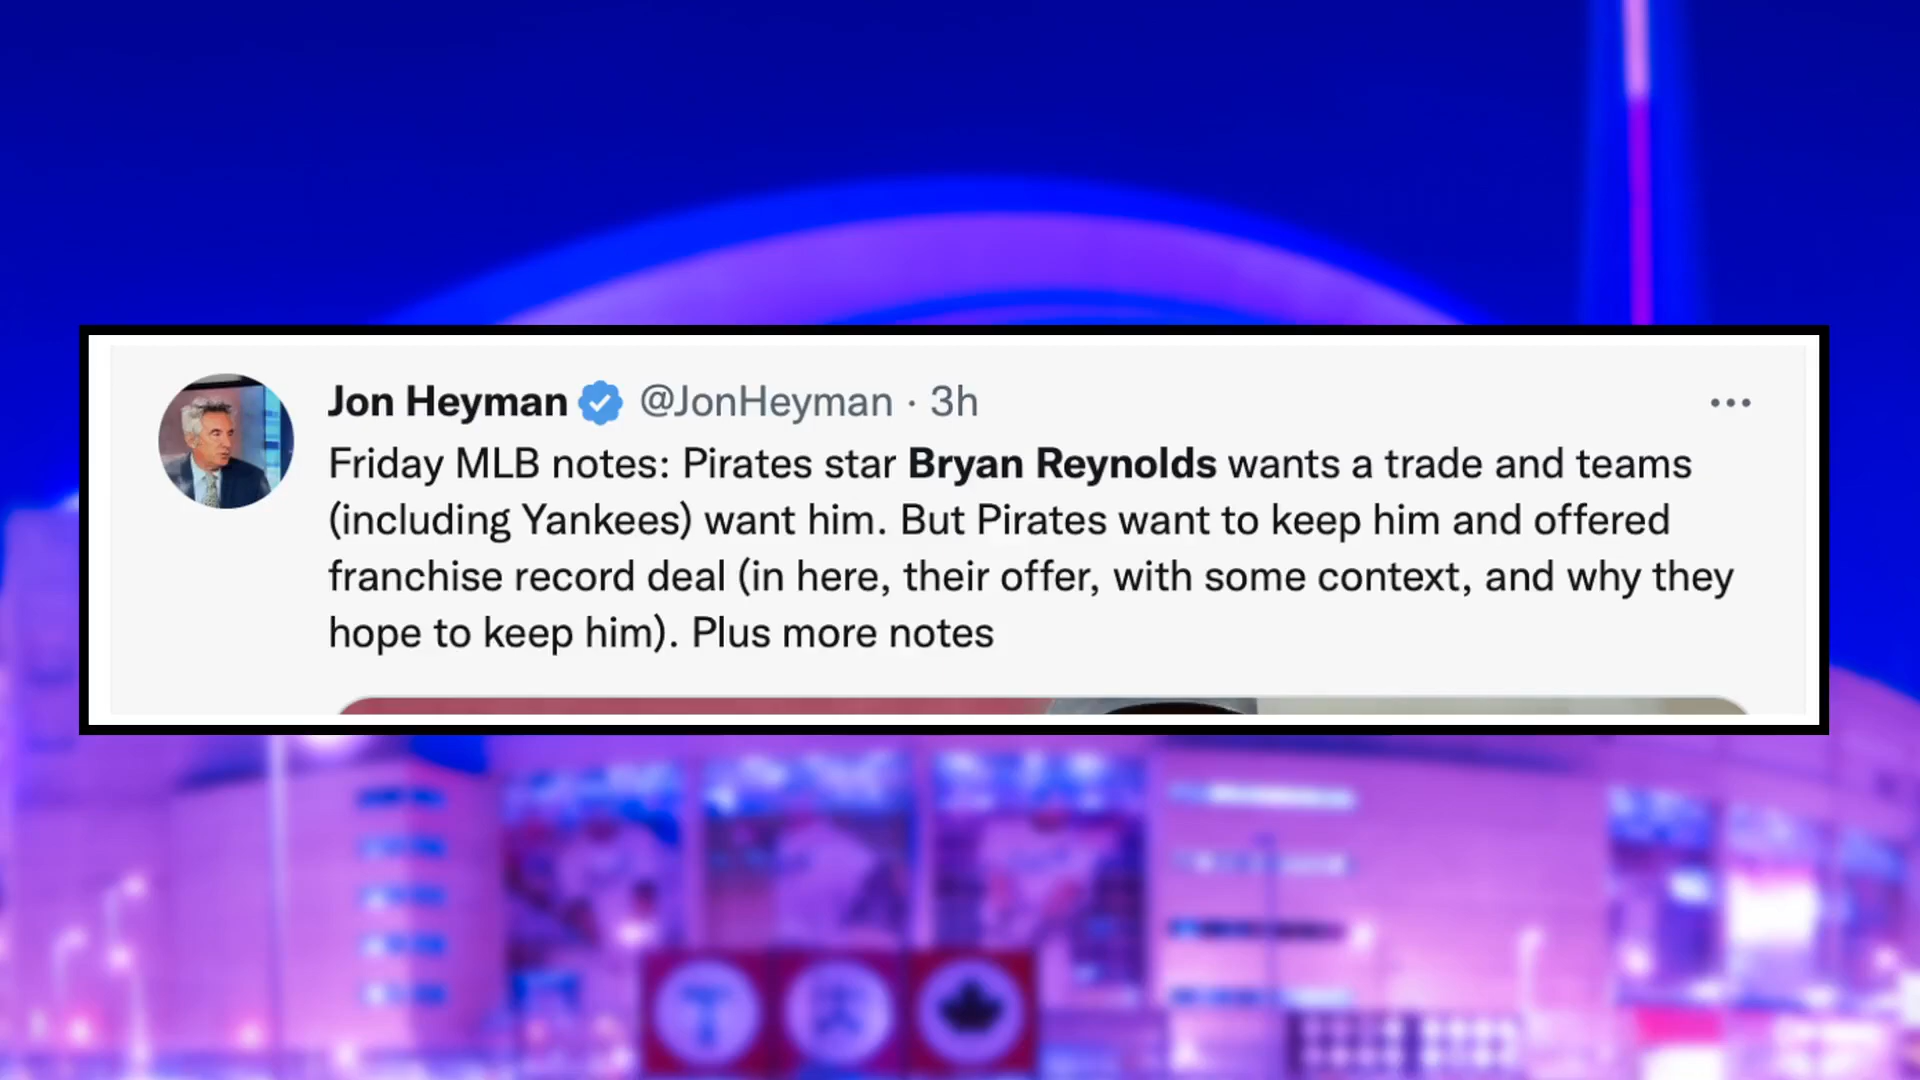 Jon Heyman @JonHeyman · 3h
Friday MLB notes: Pirates star Bryan Reynolds wants a trade and teams
(including Yankees) want him. But Pirates want to keep him and offered
franchise record deal (in here, their offer, with some context, and why they
hope to keep him). Plus more notes